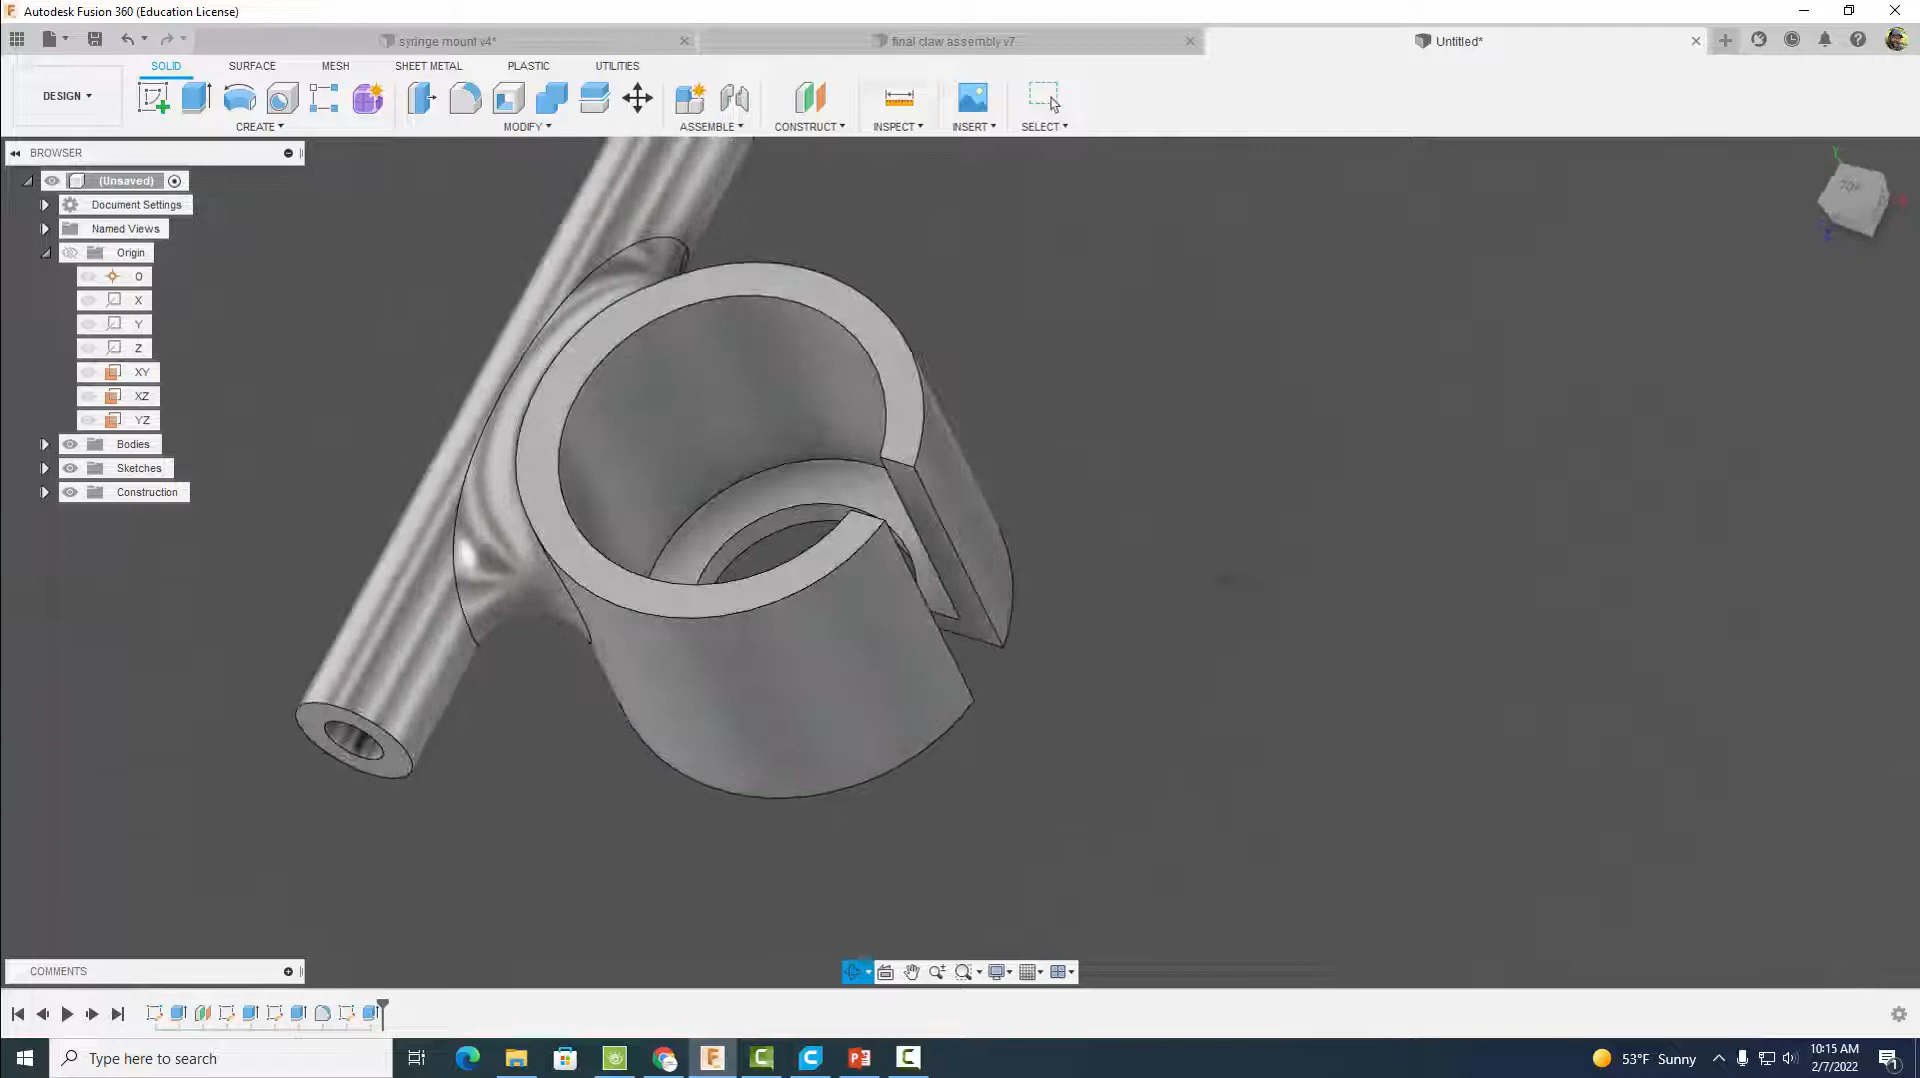 Autodesk Fusion 360 (Education License)
syringe mount v4*
final claw assembly v7
Untitled*
SOLID
SURFACE
MESH
SHEET METAL
PLASTIC
UTILITIES
DESIGN
CREATE
MODIFY
ASSEMBLE
CONSTRUCT
INSPECT
INSERT
SELECT
BROWSER
(Unsaved)
Document Settings
Named Views
Origin
O
X
Y
Z
XY
XZ
YZ
Bodies
Sketches
Construction
Y
TOP
COMMENTS
Type here to search
53°F Sunny
10:15 AM
2/7/2022
1